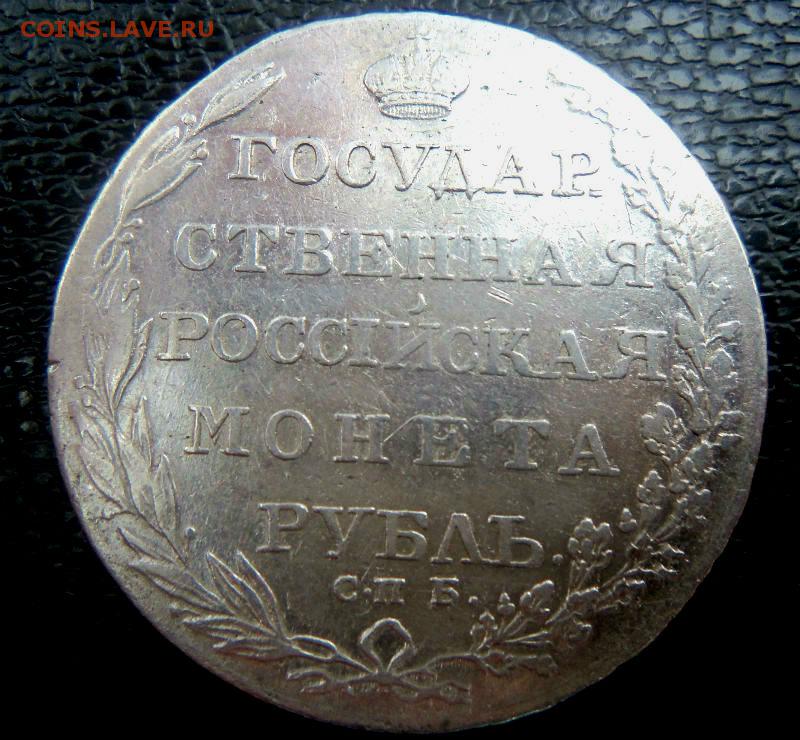 COINS.LAVE.RU
ГОСУДАР.
СТВЕННАЯ
РОССІЙСКАЯ
МОНЕТА
РУБЛЬ.
С.П Б.